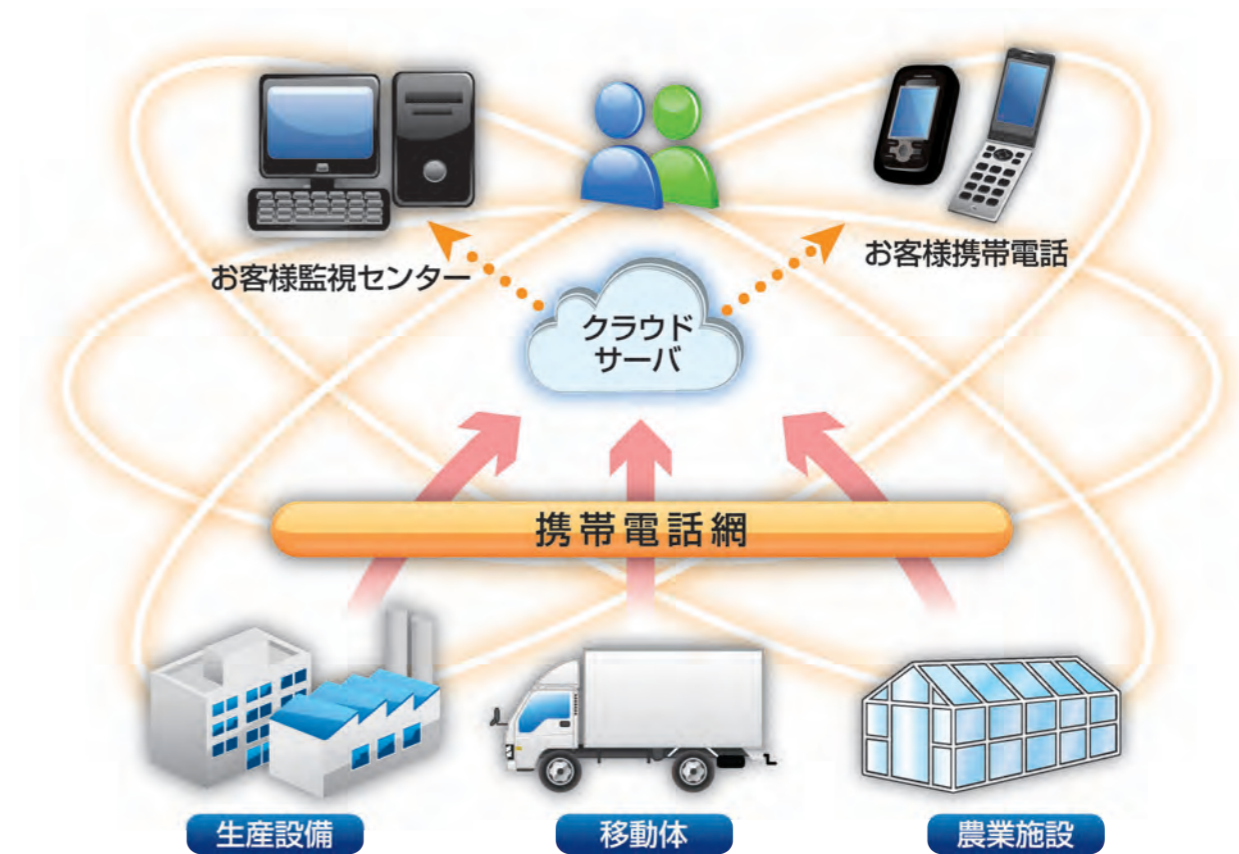 お客様監視センター
お客様携帯電話
クラウド
サーバ
携帯電話網
生産設備
移動体
農業施設